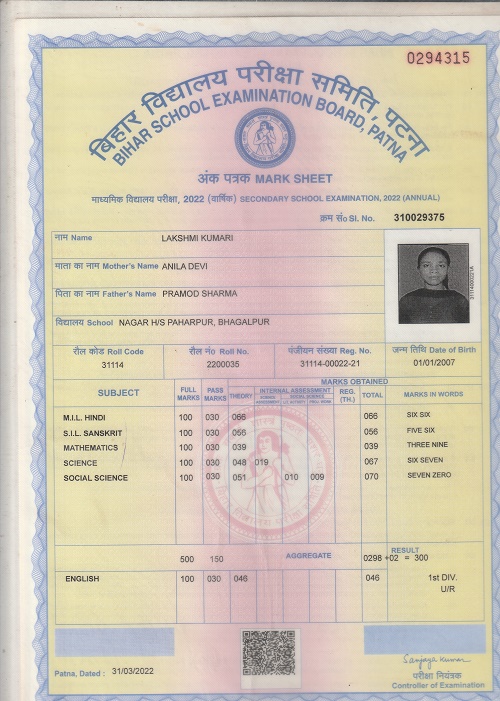 0294315
बिहार विद्यालय परीक्षा समिति, पटना
BIHAR SCHOOL EXAMINATION BOARD, PATNA
अंक पत्रक MARK SHEET
माध्यमिक विद्यालय परीक्षा, 2022 (वार्षिक) SECONDARY SCHOOL EXAMINATION, 2022 (ANNUAL)
क्रम सं० Sl. No. 310029375
नाम Name LAKSHMI KUMARI
माता का नाम Mother's Name ANILA DEVI
पिता का नाम Father's Name PRAMOD SHARMA
विद्यालय School NAGAR H/S PAHARPUR, BHAGALPUR
रौल कोड Roll Code रौल नं० Roll No. पंजीयन संख्या Reg. No. जन्म तिथि Date of Birth
31114 2200035 31114-00022-21 01/01/2007
MARKS OBTAINED
SUBJECT FULL MARKS PASS MARKS THEORY INTERNAL ASSESSMENT REG. (TH.) TOTAL MARKS IN WORDS
M.I.L. HINDI 100 030 066 066 SIX SIX
S.I.L. SANSKRIT 100 030 056 056 FIVE SIX
MATHEMATICS 100 030 039 039 THREE NINE
SCIENCE 100 030 048 019 067 SIX SEVEN
SOCIAL SCIENCE 100 030 051 010 009 070 SEVEN ZERO
500 150 AGGREGATE 0298 +02 = 300 RESULT
ENGLISH 100 030 046 046 1st DIV.
U/R
Patna, Dated : 31/03/2022
Sanjay Kumar
परीक्षा नियंत्रक
Controller of Examination